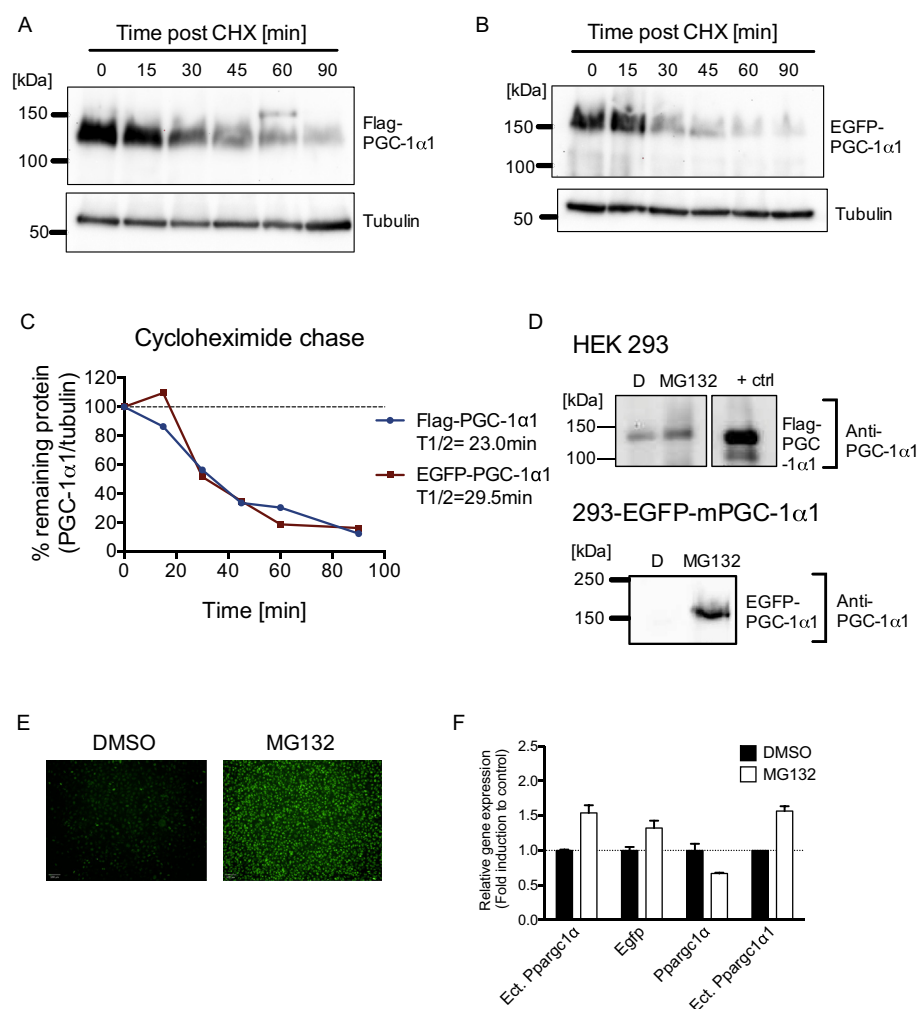 A
Time post CHX [min]
0 15 30 45 60 90
[kDa]
150
100
Flag-
PGC-1α1
50
Tubulin
B
Time post CHX [min]
0 15 30 45 60 90
[kDa]
150
100
EGFP-
PGC-1α1
50
Tubulin
C
Cycloheximide chase
% remaining protein
(PGC-1α1/tubulin)
120
100
80
60
40
20
0
0 20 40 60 80 100
Time [min]
Flag-PGC-1α1
T1/2= 23.0min
EGFP-PGC-1α1
T1/2=29.5min
D
HEK 293
D MG132 + ctrl
[kDa]
150
100
Flag-
PGC
-1α1
Anti-
PGC-1α1
293-EGFP-mPGC-1α1
[kDa]
D MG132
250
150
EGFP-
PGC-1α1
Anti-
PGC-1α1
E
DMSO MG132
F
Relative gene expression
(Fold induction to control)
2.5
2.0
1.5
1.0
0.5
0.0
DMSO
MG132
Ect. Ppargc1α
Egfp
Ppargc1α
Ect. Ppargc1α1